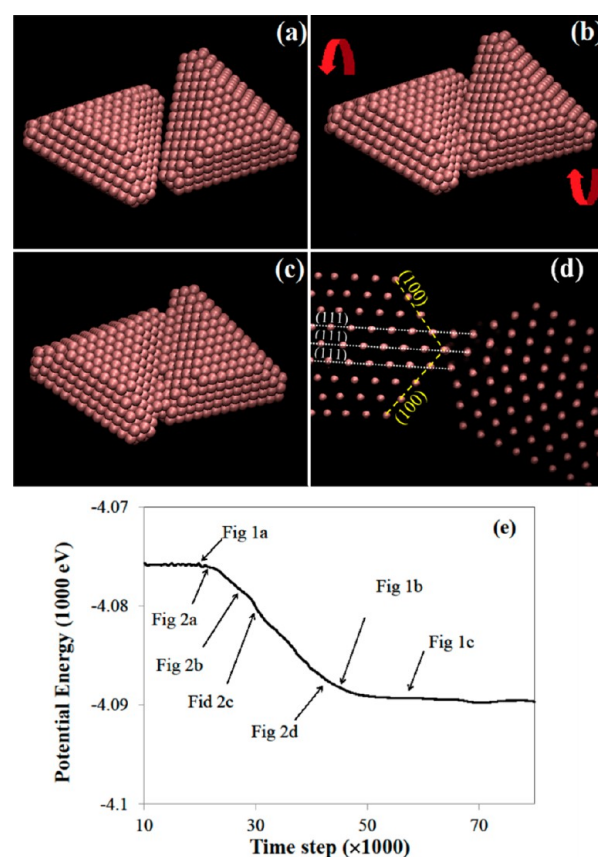 (a)
(b)
(c)
(d)
(100)
(111)
(111)
(111)
(100)
(e)
-4.07
-4.08
-4.09
-4.1
Potential Energy (1000 eV)
Fig 1a
Fig 2a
Fig 2b
Fid 2c
Fig 2d
Fig 1b
Fig 1c
10
30
50
70
Time step (×1000)